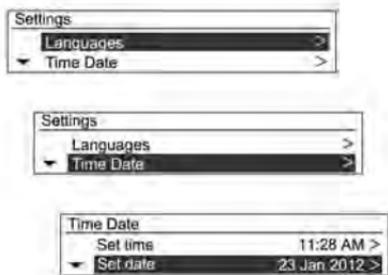 Settings
Languages >
Time Date >
Settings
Languages >
Time Date >
Time Date
Set time 11:28 AM >
Set date 23 Jan 2012 >